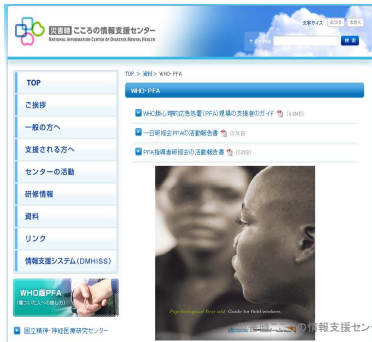 災害時 こころの情報支援センター
National Information Center of Disaster Mental Health
文字サイズ
検索
TOP > 資料> WHO-PFA
TOP
ご挨拶
一般の方へ
支援される方へ
センターの活動
研修情報
資料
リンク
情報支援システム(DMHISS)
WHO-PFA
WHO版心理的応急処置(PFA)現場の支援者のガイド
一日研修会PFAの活動報告書
PFA指導者研修会の活動報告書
Psychological first aid: Guide for field workers
WHO版PFA
国立精神・神経医療研究センター
こころの情報支援セン